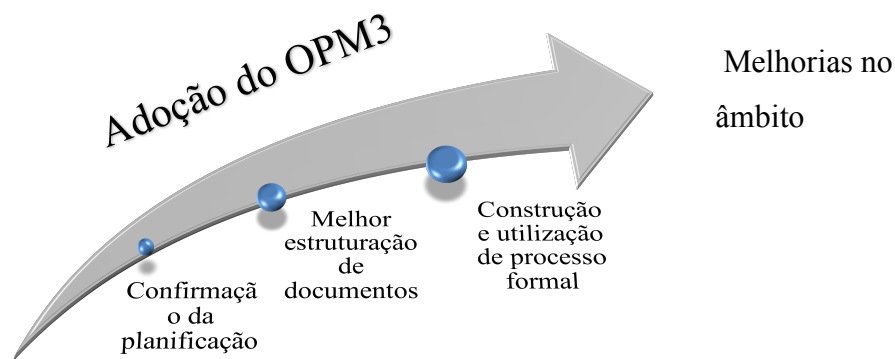 Adoção do OPM3
Melhorias no
âmbito
Confirmaçã
o da
planificação
Melhor
estruturação
de
documentos
Construção
e utilização
de processo
formal